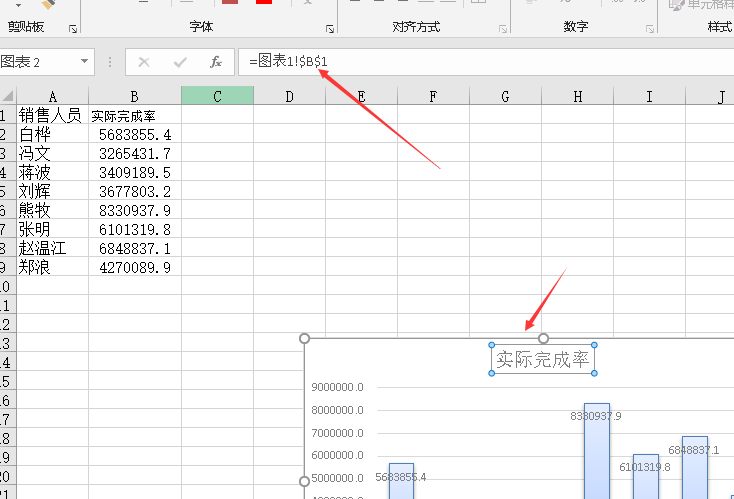 剪贴板 字体 对齐方式 数字 单元格样 样式
图表 2 fx =图表1!$B$1
A B C D E F G H I J
1 销售人员 实际完成率
2 白桦 5683855.4
3 冯文 3265431.7
4 蒋波 3409189.5
5 刘辉 3677803.2
6 熊牧 8330937.9
7 张明 6101319.8
8 赵温江 6848837.1
9 郑浪 4270089.9
10
11
12
13
14 实际完成率
15 9000000.0
16 8000000.0 8330937.9
17 7000000.0
18 6000000.0 6848837.1
19 6101319.8
20 5000000.0 5683855.4
21 4000000.0